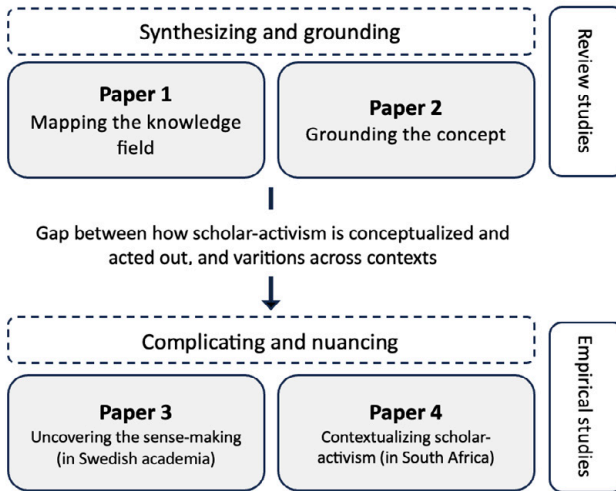 Synthesizing and grounding
Review studies
Paper 1
Mapping the knowledge
field
Paper 2
Grounding the concept
Gap between how scholar-activism is conceptualized and
acted out, and varitions across contexts
Complicating and nuancing
Empirical studies
Paper 3
Uncovering the sense-making
(in Swedish academia)
Paper 4
Contextualizing scholar-
activism (in South Africa)